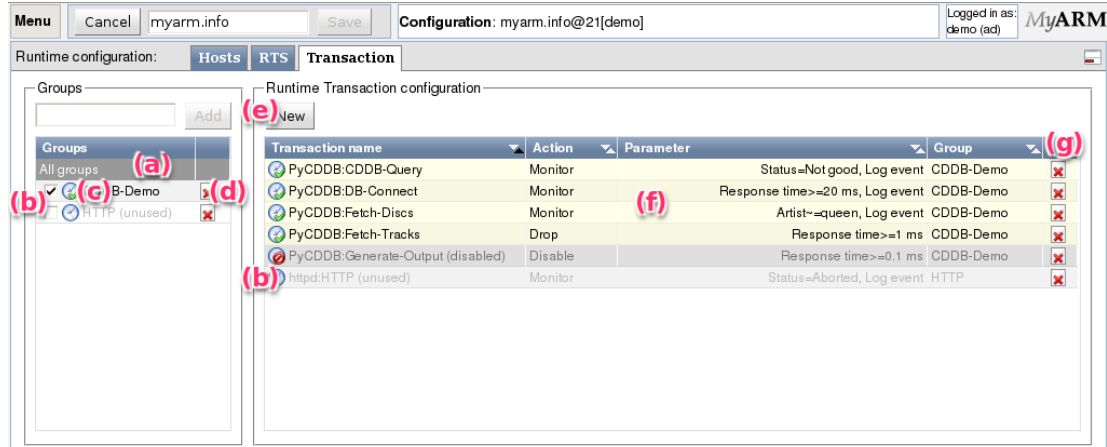 Menu Cancel myarm.info Save Configuration: myarm.info@21[demo] Logged in as: demo (ad) MyARM
Runtime configuration: Hosts RTS Transaction
Groups
Add
Groups
(a)
All groups
(b) (c) B-Demo (d)
HTTP (unused)
Runtime Transaction configuration
(e) New
Transaction name Action Parameter Group (g)
PyCDDB:CDDB-Query Monitor Status=Not good, Log event CDDB-Demo
PyCDDB:DB-Connect Monitor Response time>=20 ms, Log event CDDB-Demo
(f)
PyCDDB:Fetch-Discs Monitor Artist~=queen, Log event CDDB-Demo
PyCDDB:Fetch-Tracks Drop Response time>=1 ms CDDB-Demo
PyCDDB:Generate-Output (disabled) Disable Response time>=0.1 ms CDDB-Demo
(b) httpd:HTTP (unused) Monitor Status=Aborted, Log event HTTP